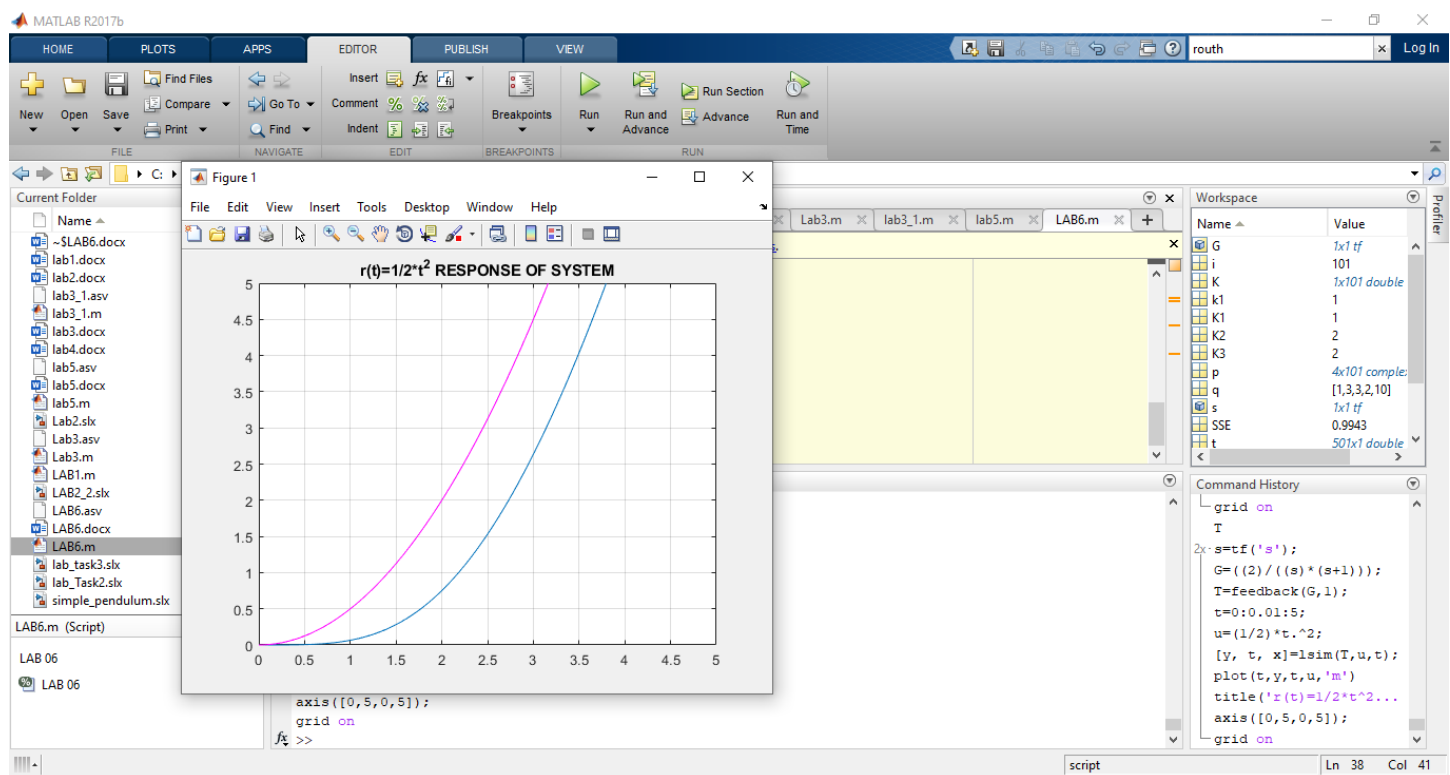 MATLAB R2017b
HOME PLOTS APPS EDITOR PUBLISH VIEW
routh
Log In
New
Open
Save
Find Files
Compare
Print
FILE
Go To
Find
NAVIGATE
Insert
fx
Comment
Indent
EDIT
Breakpoints
BREAKPOINTS
Run
Run and Advance
Run Section
Advance
Run and Time
RUN
C:
Current Folder
Name
~$LAB6.docx
lab1.docx
lab2.docx
lab3_1.asv
lab3_1.m
lab3.docx
lab4.docx
lab5.asv
lab5.docx
lab5.m
Lab2.slx
Lab3.asv
Lab3.m
LAB1.m
LAB2_2.slx
LAB6.asv
LAB6.docx
LAB6.m
lab_task3.slx
lab_Task2.slx
simple_pendulum.slx
LAB6.m (Script)
LAB 06
LAB 06
Figure 1
File Edit View Insert Tools Desktop Window Help
r(t)=1/2*t² RESPONSE OF SYSTEM
5
4.5
4
3.5
3
2.5
2
1.5
1
0.5
0
0 0.5 1 1.5 2 2.5 3 3.5 4 4.5 5
Lab3.m lab3_1.m lab5.m LAB6.m
axis([0,5,0,5]);
grid on
fx >>
Workspace
Name Value
G 1x1 tf
i 101
K 1x101 double
k1 1
K1 1
K2 2
K3 2
p 4x101 complex
q [1,3,3,2,10]
s 1x1 tf
SSE 0.9943
t 501x1 double
Profiler
Command History
grid on
T
2x s=tf('s');
G=((2)/((s)*(s+1)));
T=feedback(G,1);
t=0:0.01:5;
u=(1/2)*t.^2;
[y, t, x]=lsim(T,u,t);
plot(t,y,t,u,'m')
title('r(t)=1/2*t^2...
axis([0,5,0,5]);
grid on
script
Ln 38 Col 41